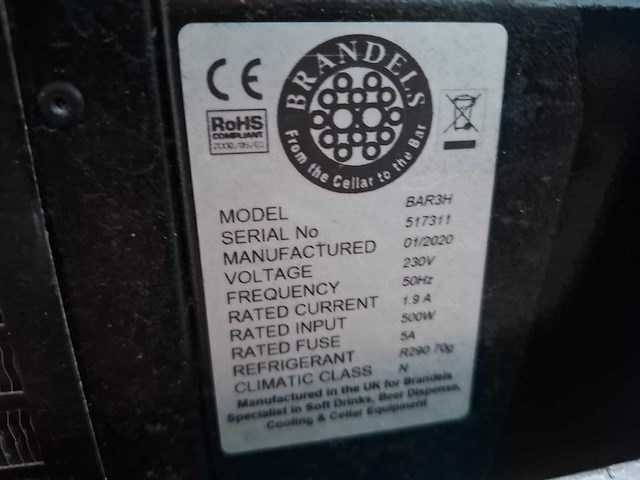 CE
BRANDELS
RoHS
COMPLIANT
From the Cellar to the Bar
MODEL BAR3H
SERIAL No 517311
MANUFACTURED 01/2020
VOLTAGE 230V
FREQUENCY 50Hz
RATED CURRENT 1.9 A
RATED INPUT 500W
RATED FUSE 5A
REFRIGERANT R290 70g
CLIMATIC CLASS N
Manufactured in the UK for Brandels
Specialist in Soft Drinks, Beer Dispense,
Cooling & Cellar Equipment